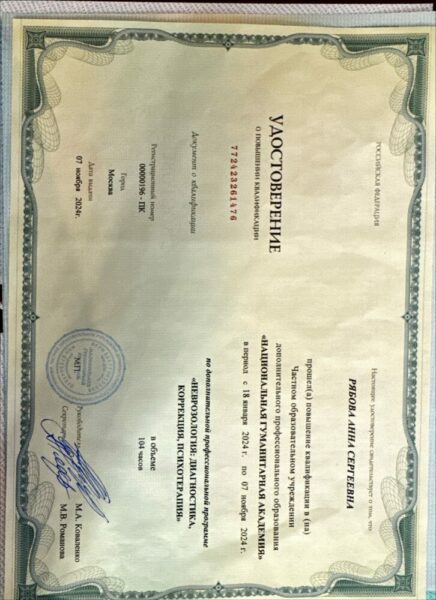 РОССИЙСКАЯ ФЕДЕРАЦИЯ
УДОСТОВЕРЕНИЕ
О ПОВЫШЕНИИ КВАЛИФИКАЦИИ
772423261476
Документ о квалификации
Регистрационный номер
00000196 - ПК
Город
Москва
Дата выдачи
07 ноября 2024г.
Настоящее удостоверение свидетельствует о том, что
РЯБОВА АННА СЕРГЕЕВНА
прошел(а) повышение квалификации в (на)
Частном образовательном учреждении
дополнительного профессионального образования
«НАЦИОНАЛЬНАЯ ГУМАНИТАРНАЯ АКАДЕМИЯ»
в период с 18 января 2024 г. по 07 ноября 2024 г.
по дополнительной профессиональной программе
«НЕВРОЗОЛОГИЯ: ДИАГНОСТИКА,
КОРРЕКЦИЯ, ПСИХОТЕРАПИЯ»
в объеме
104 часов
Руководитель
М.А. Коваленко
Секретарь
М.В. Романова